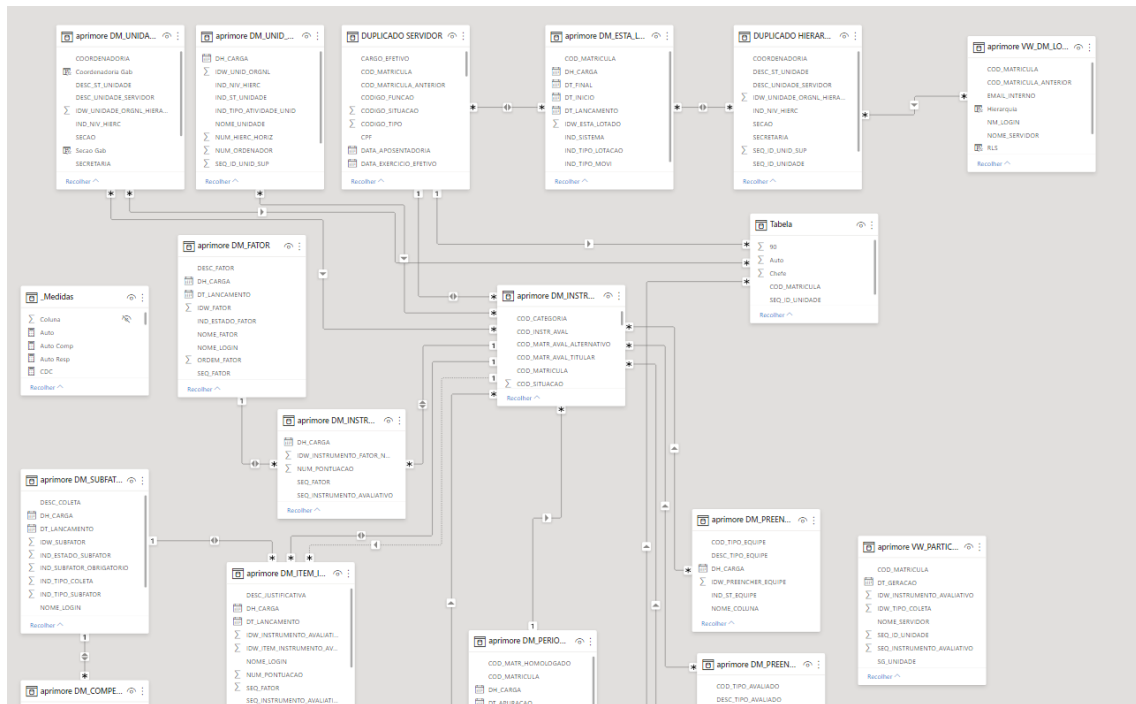 aprimore DM_UNIDA...
COORDENADORIA
Coordenadoria Gab
DESC_ST_UNIDADE
DESC_UNIDADE_SERVIDOR
IDW_UNIDADE_ORGNL_HIERA...
IND_NIV_HIERC
SECAO
Secao Gab
SECRETARIA
Recolher
aprimore DM_UNID_...
DH_CARGA
IDW_UNID_ORGNL
IND_NIV_HIERC
IND_ST_UNIDADE
IND_TIPO_ATIVIDADE_UNID
NOME_UNIDADE
NUM_HIERC_HORIZ
NUM_ORDENADOR
SEQ_ID_UNID_SUP
Recolher
DUPLICADO SERVIDOR
CARGO_EFETIVO
COD_MATRICULA
COD_MATRICULA_ANTERIOR
CODIGO_FUNCAO
CODIGO_SITUACAO
CODIGO_TIPO
CPF
DATA_APOSENTADORIA
DATA_EXERCICIO_EFETIVO
Recolher
aprimore DM_ESTA_L...
COD_MATRICULA
DH_CARGA
DT_FINAL
DT_INICIO
DT_LANCAMENTO
IDW_ESTA_LOTADO
IND_SISTEMA
IND_TIPO_LOTACAO
IND_TIPO_MOVI
Recolher
DUPLICADO HIERAR...
COORDENADORIA
DESC_ST_UNIDADE
DESC_UNIDADE_SERVIDOR
IDW_UNIDADE_ORGNL_HIERA...
IND_NIV_HIERC
SECAO
SECRETARIA
SEQ_ID_UNID_SUP
SEQ_ID_UNIDADE
Recolher
aprimore VW_DM_LO...
COD_MATRICULA
COD_MATRICULA_ANTERIOR
EMAIL_INTERNO
Hierarquia
NM_LOGIN
NOME_SERVIDOR
RLS
Recolher
Tabela
90
Auto
Chefe
COD_MATRICULA
SEQ_ID_UNIDADE
Recolher
aprimore DM_FATOR
DESC_FATOR
DH_CARGA
DT_LANCAMENTO
IDW_FATOR
IND_ESTADO_FATOR
NOME_FATOR
NOME_LOGIN
ORDEM_FATOR
SEQ_FATOR
Recolher
_Medidas
Coluna
Auto
Auto Comp
Auto Resp
CDC
Recolher
aprimore DM_INSTR...
COD_CATEGORIA
COD_INSTR_AVAL
COD_MATR_AVAL_ALTERNATIVO
COD_MATR_AVAL_TITULAR
COD_MATRICULA
COD_SITUACAO
Recolher
aprimore DM_INSTR...
DH_CARGA
IDW_INSTRUMENTO_FATOR_N...
NUM_PONTUACAO
SEQ_FATOR
SEQ_INSTRUMENTO_AVALIATIVO
Recolher
aprimore DM_SUBFAT...
DESC_COLETA
DH_CARGA
DT_LANCAMENTO
IDW_SUBFATOR
IND_ESTADO_SUBFATOR
IND_SUBFATOR_OBRIGATORIO
IND_TIPO_COLETA
IND_TIPO_SUBFATOR
NOME_LOGIN
Recolher
aprimore DM_ITEM_I...
DESC_JUSTIFICATIVA
DH_CARGA
DT_LANCAMENTO
IDW_INSTRUMENTO_AVALIATI...
IDW_ITEM_INSTRUMENTO_AV...
NOME_LOGIN
NUM_PONTUACAO
SEQ_FATOR
SEQ_INSTRUMENTO_AVALIATI...
aprimore DM_PREEN...
COD_TIPO_EQUIPE
DESC_TIPO_EQUIPE
DH_CARGA
IDW_PREENCHER_EQUIPE
IND_ST_EQUIPE
NOME_COLUNA
Recolher
aprimore VW_PARTIC...
COD_MATRICULA
DT_GERACAO
IDW_INSTRUMENTO_AVALIATIVO
IDW_TIPO_COLETA
NOME_SERVIDOR
SEQ_ID_UNIDADE
SEQ_INSTRUMENTO_AVALIATIVO
SG_UNIDADE
Recolher
aprimore DM_PERIO...
COD_MATR_HOMOLOGADO
COD_MATRICULA
DH_CARGA
DT_APURACAO
aprimore DM_PREEN...
COD_TIPO_AVALIADO
DESC_TIPO_AVALIADO
aprimore DM_COMPE...